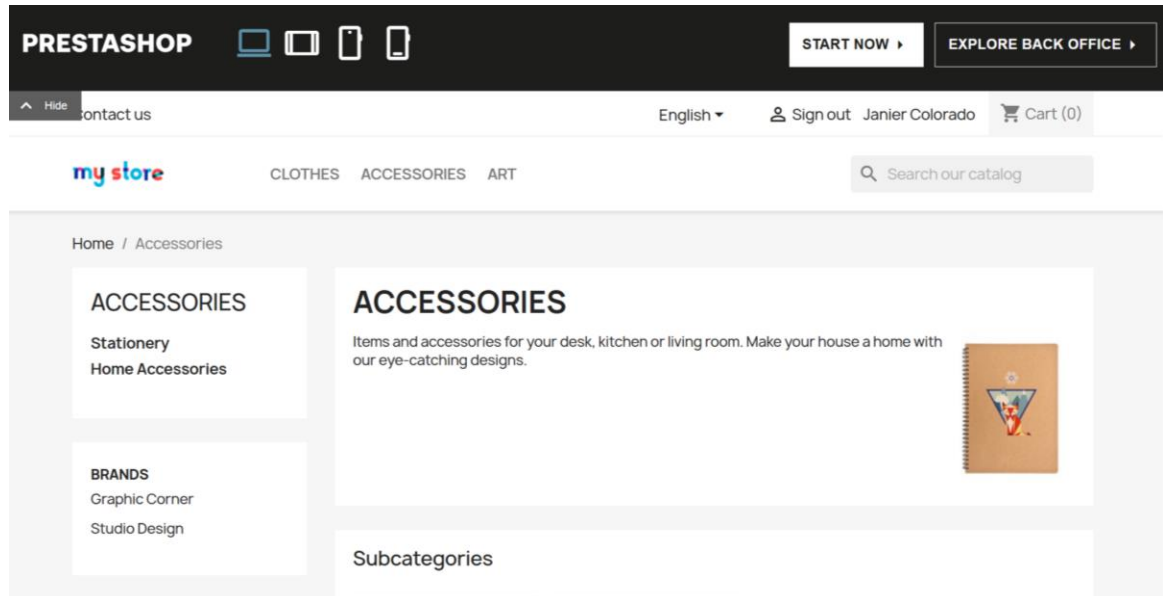 PRESTASHOP START NOW EXPLORE BACK OFFICE
Hide
ontact us English Sign out Janier Colorado Cart (0)
my store CLOTHES ACCESSORIES ART Search our catalog
Home / Accessories
ACCESSORIES
Stationery
Home Accessories
BRANDS
Graphic Corner
Studio Design
ACCESSORIES
Items and accessories for your desk, kitchen or living room. Make your house a home with
our eye-catching designs.
Subcategories